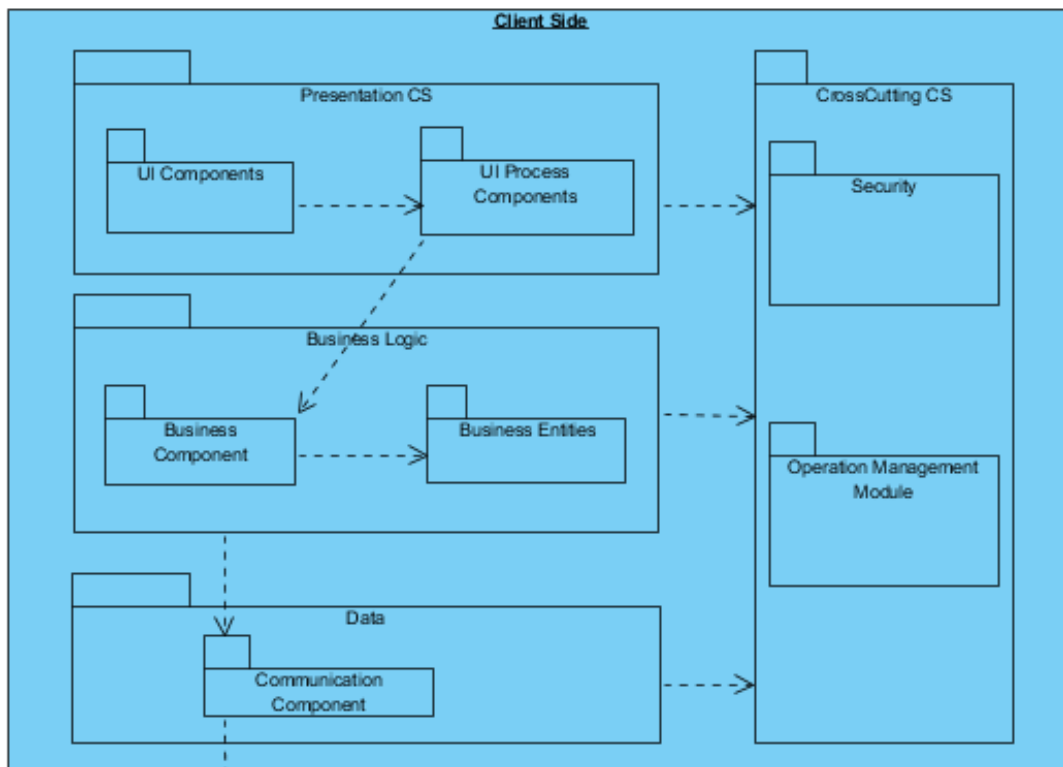 Client Side
Presentation CS
CrossCutting CS
UI Components
UI Process
Components
Security
Business Logic
Business
Component
Business Entities
Operation Management
Module
Data
Communication
Component